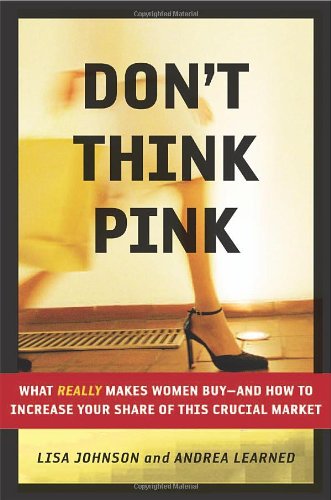 DON'T
THINK
PINK
WHAT REALLY MAKES WOMEN BUY—AND HOW TO
INCREASE YOUR SHARE OF THIS CRUCIAL MARKET
LISA JOHNSON and ANDREA LEARNED